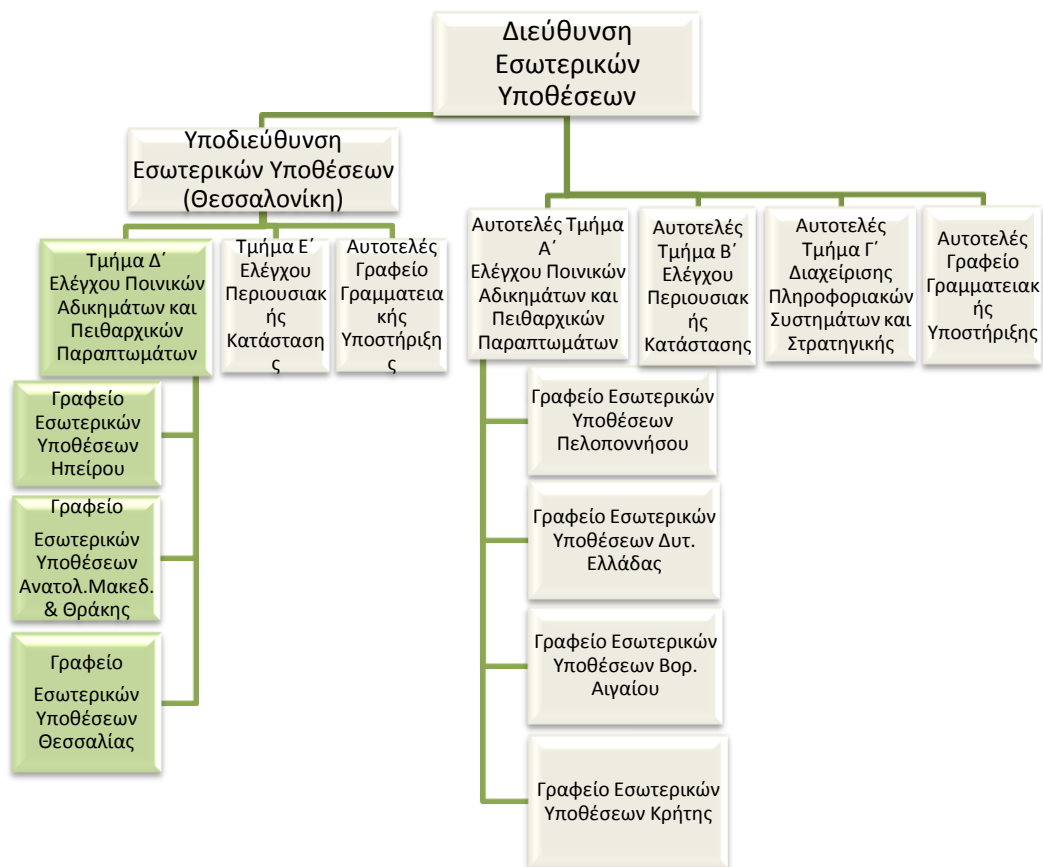 Διεύθυνση
Εσωτερικών
Υποθέσεων
Υποδιεύθυνση
Εσωτερικών Υποθέσεων
(Θεσσαλονίκη)
Τμήμα Δ΄
Ελέγχου Ποινικών
Αδικημάτων και
Πειθαρχικών
Παραπτωμάτων
Τμήμα Ε΄
Ελέγχου
Περιουσιακ
ής
Κατάσταση
ς
Αυτοτελές
Γραφείο
Γραμματεια
κής
Υποστήριξη
ς
Αυτοτελές Τμήμα
Α΄
Ελέγχου Ποινικών
Αδικημάτων και
Πειθαρχικών
Παραπτωμάτων
Αυτοτελές
Τμήμα Β΄
Ελέγχου
Περιουσιακ
ής
Κατάστασης
Αυτοτελές
Τμήμα Γ΄
Διαχείρισης
Πληροφοριακών
Συστημάτων και
Στρατηγικής
Αυτοτελές
Γραφείο
Γραμματειακ
ής
Υποστήριξης
Γραφείο
Εσωτερικών
Υποθέσεων
Ηπείρου
Γραφείο
Εσωτερικών
Υποθέσεων
Ανατολ.Μακεδ.
& Θράκης
Γραφείο
Εσωτερικών
Υποθέσεων
Θεσσαλίας
Γραφείο Εσωτερικών
Υποθέσεων
Πελοποννήσου
Γραφείο Εσωτερικών
Υποθέσεων Δυτ.
Ελλάδας
Γραφείο Εσωτερικών
Υποθέσεων Βορ.
Αιγαίου
Γραφείο Εσωτερικών
Υποθέσεων Κρήτης